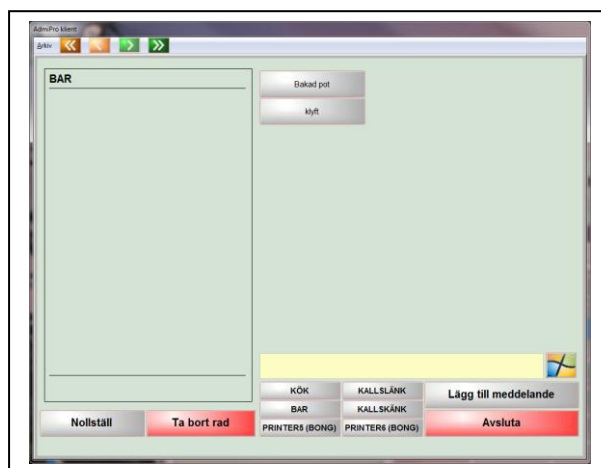 AdmiPro klient
Arkiv
BAR
Bakad pot
klyft
KÖK
KALLSLÄNK
Lägg till meddelande
BAR
KALLSKÄNK
Nollställ
Ta bort rad
PRINTER5 (BONG)
PRINTER6 (BONG)
Avsluta